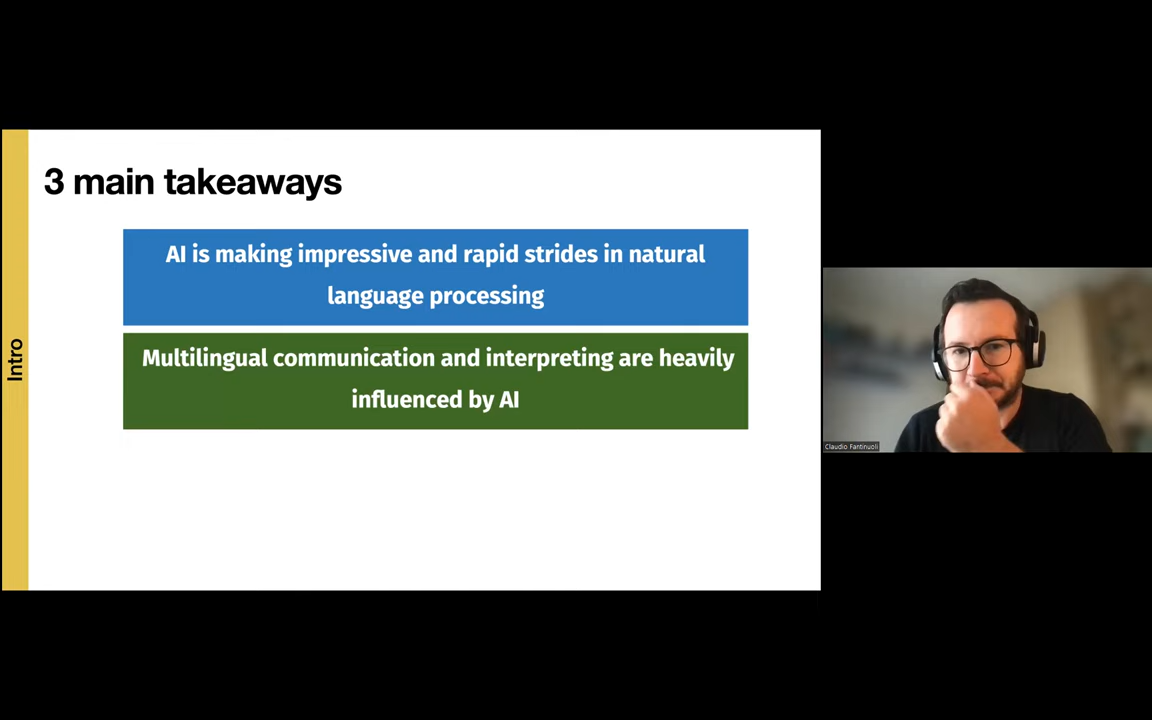 3 main takeaways
AI is making impressive and rapid strides in natural
language processing
Multilingual communication and interpreting are heavily
influenced by AI
Intro
Claudio Fantinuoli